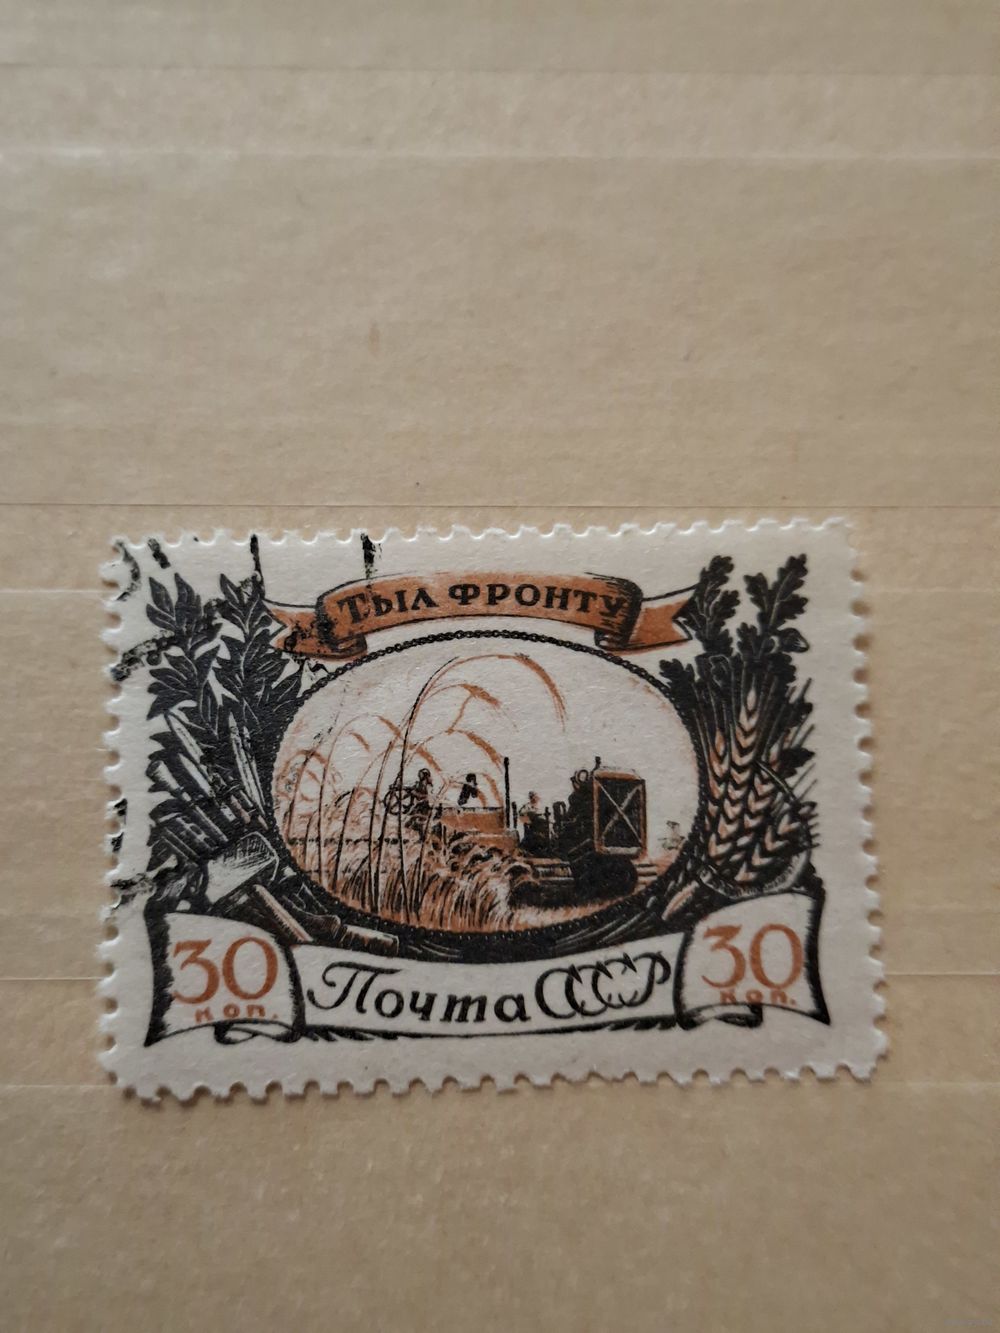 Тыл фронту
30 коп.
Почта СССР
30 коп.